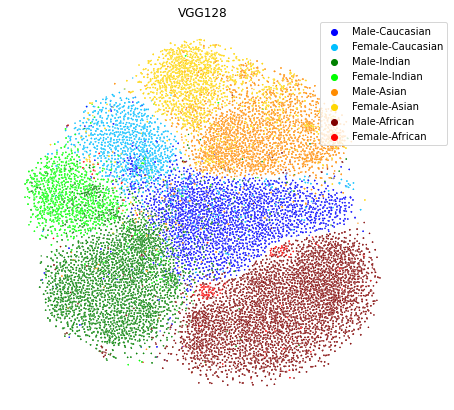 VGG128
Male-Caucasian
Female-Caucasian
Male-Indian
Female-Indian
Male-Asian
Female-Asian
Male-African
Female-African